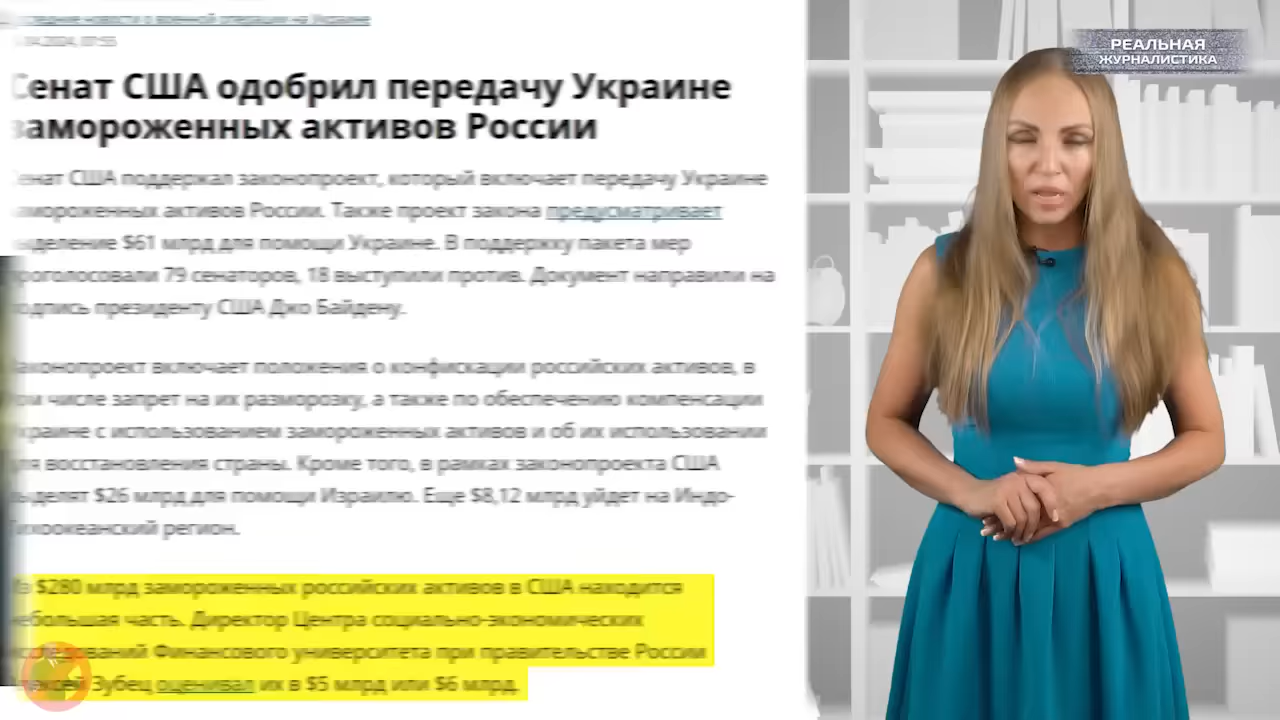 новости о военной операции на Украине
РЕАЛЬНАЯ
ЖУРНАЛИСТИКА
Сенат США одобрил передачу Украине
замороженных активов России
Сенат США поддержал законопроект, который включает передачу Украине
замороженных активов России. Также проект закона предусматривает
выделение $61 млрд для помощи Украине. В поддержку пакета мер
проголосовали 79 сенаторов, 18 выступили против. Документ направили на
подпись президенту США Джо Байдену.
Законопроект включает положения о конфискации российских активов, в
том числе запрет на их разморозку, а также по обеспечению компенсации
Украине с использованием замороженных активов и об их использовании
для восстановления страны. Кроме того, в рамках законопроекта США
выделят $26 млрд для помощи Израилю. Еще $8,12 млрд уйдет на Индо-
Тихоокеанский регион.
Из $280 млрд замороженных российских активов в США находится
небольшая часть. Директор Центра социально-экономических
исследований Финансового университета при правительстве России
Алексей Зубец оценивал их в $5 млрд или $6 млрд.